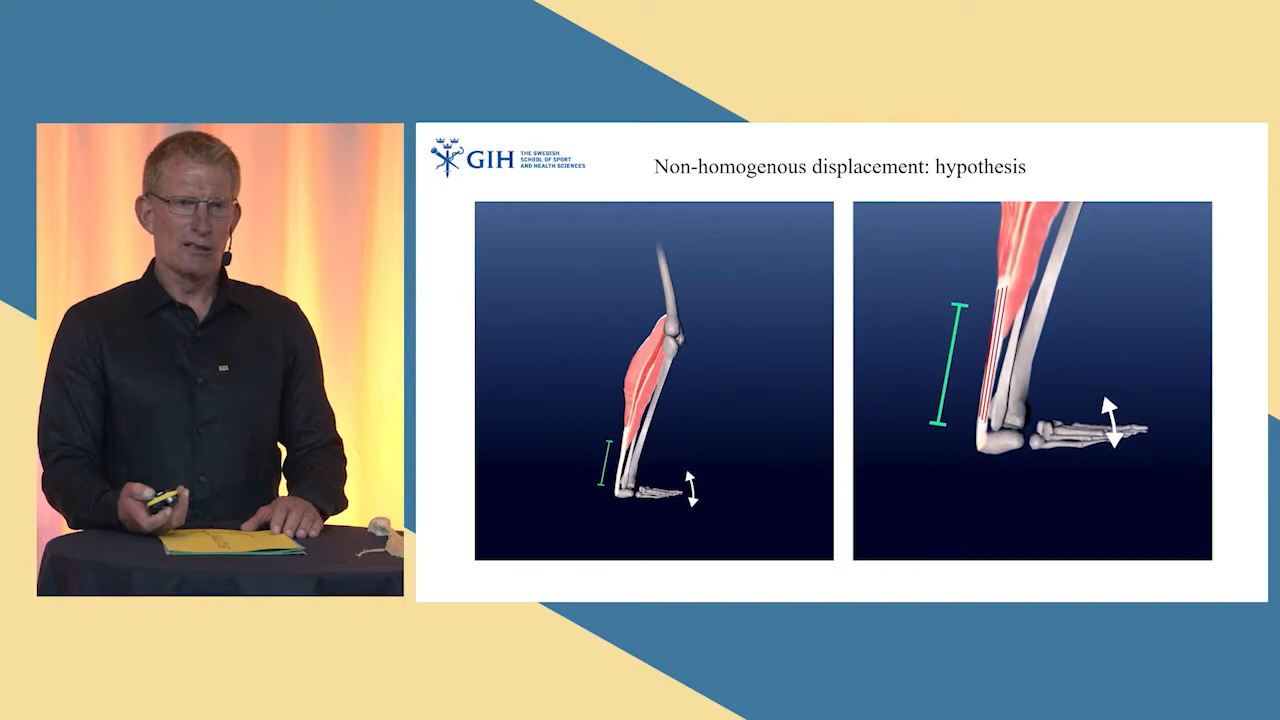 GIH
THE SWEDISH
SCHOOL OF SPORT
AND HEALTH SCIENCES
Non-homogenous displacement: hypothesis